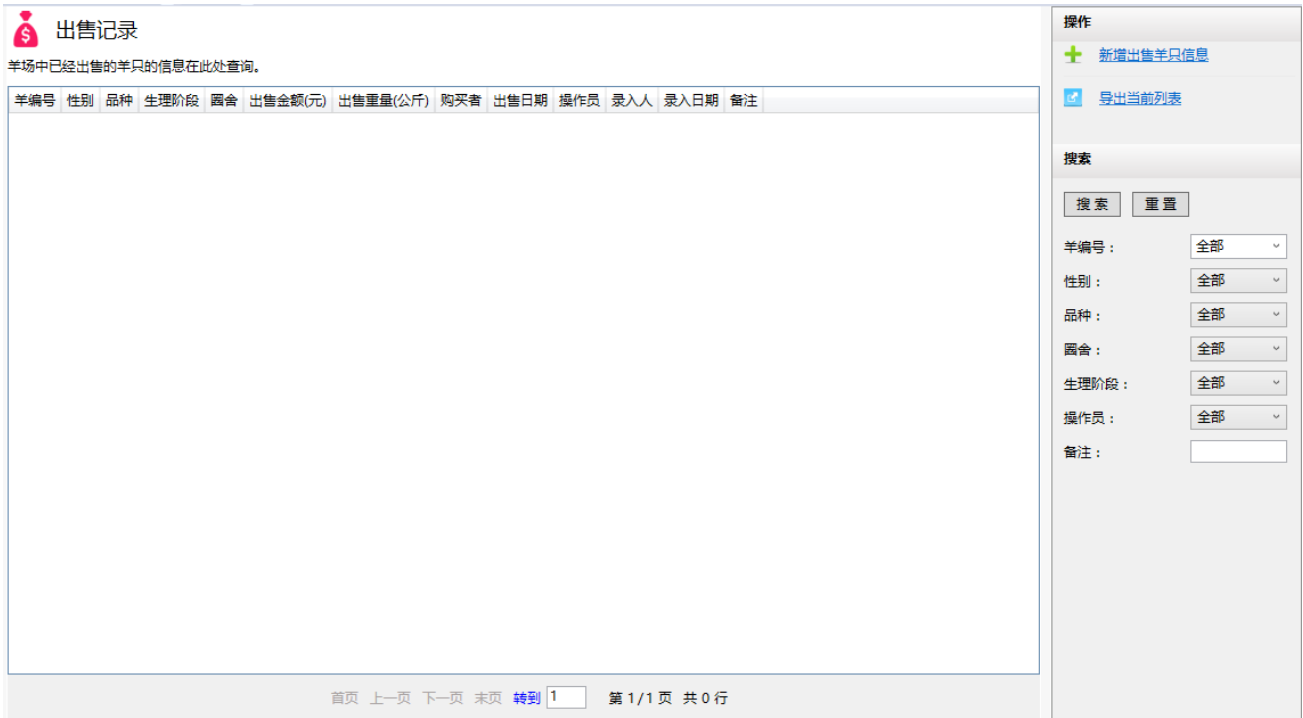 出售记录
羊场中已经出售的羊只的信息在此处查询。
羊编号 性别 品种 生理阶段 圈舍 出售金额(元) 出售重量(公斤) 购买者 出售日期 操作员 录入人 录入日期 备注
首页 上一页 下一页 末页 转到 1 第 1/1 页 共 0 行
操作
新增出售羊只信息
导出当前列表
搜索
搜 索 重 置
羊编号： 全部
性别： 全部
品种： 全部
圈舍： 全部
生理阶段： 全部
操作员： 全部
备注：